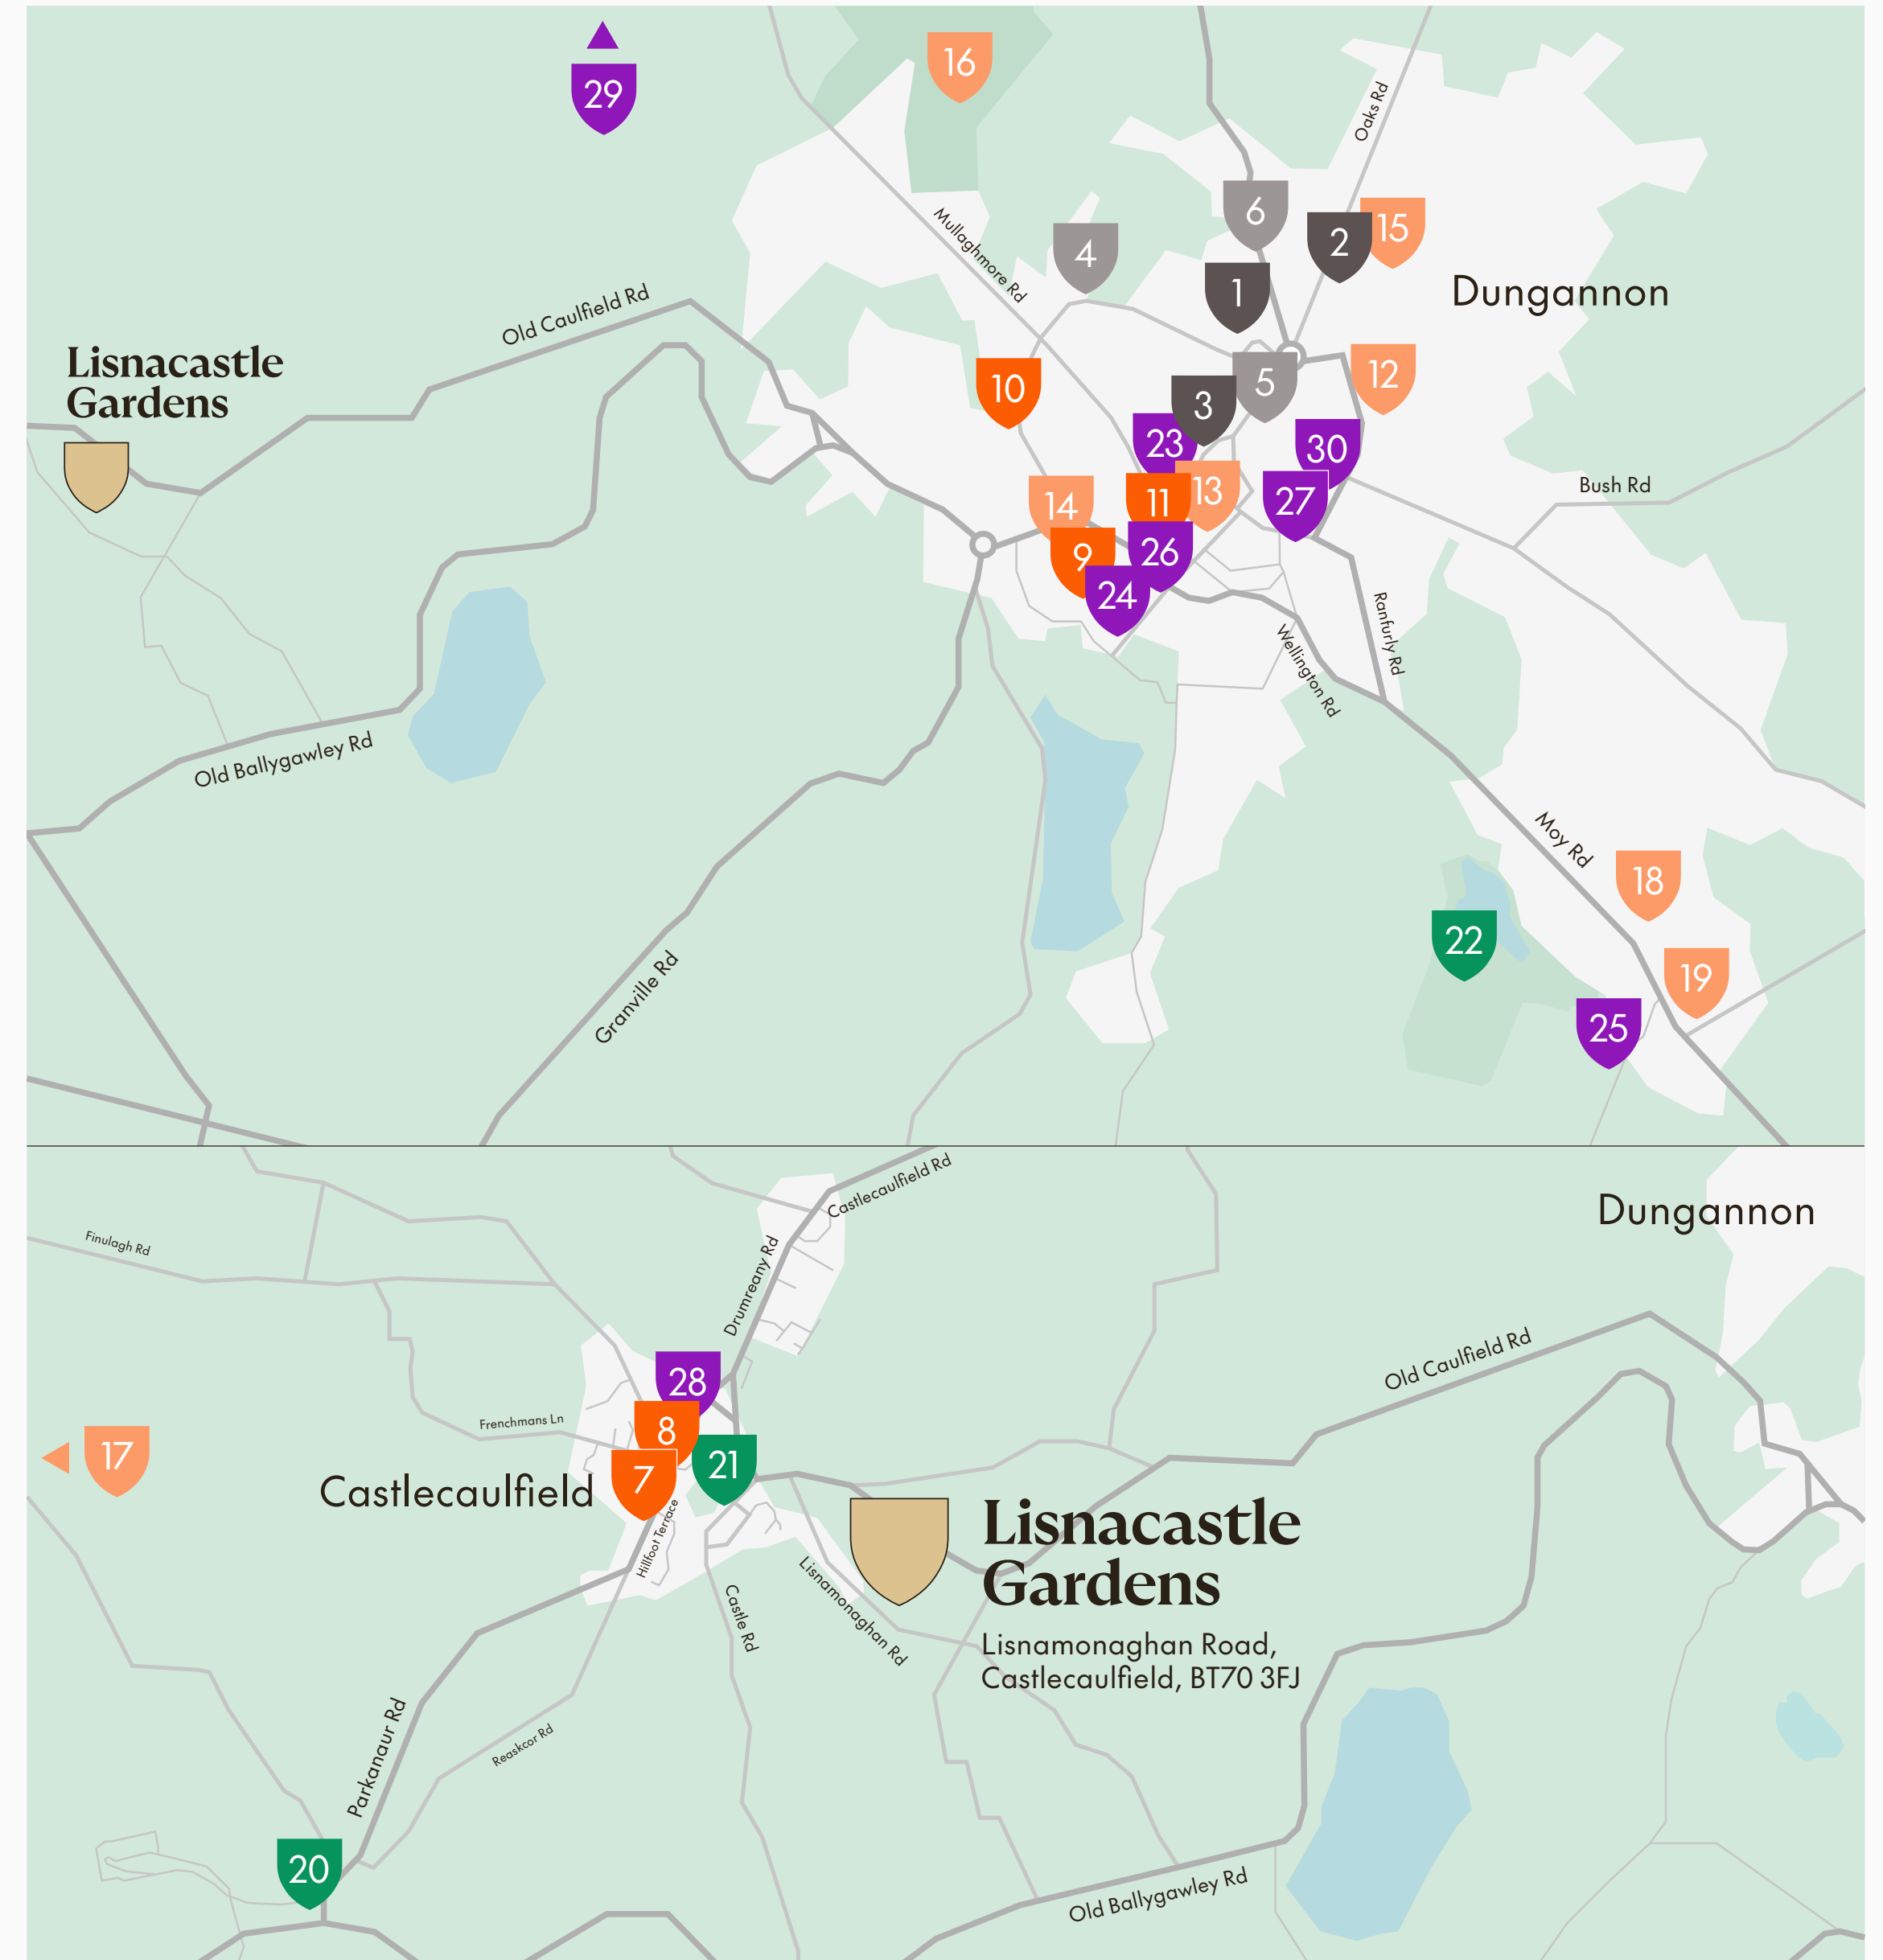 29
16
Oaks Rd
6
2
15
4
Mullaghmore Rd
1
Dungannon
Old Caulfield Rd
Lisnacastle
Gardens
10
5
12
3
23
30
14
11
13
27
Bush Rd
9
26
24
Ranfurly Rd
Wellington Rd
Old Ballygawley Rd
Moy Rd
18
22
19
25
Granville Rd
Castlecaulfield Rd
Dungannon
Finulagh Rd
Drumreany Rd
Old Caulfield Rd
28
Frenchmans Ln
8
17
21
7
Castlecaulfield
Hillfoot Terrace
Lisnacastle
Gardens
Lisnamonaghan Road,
Castlecaulfield, BT70 3FJ
Castle Rd
Lisnamonaghan Rd
Parkanaur Rd
Reaskcor Rd
20
Old Ballygawley Rd